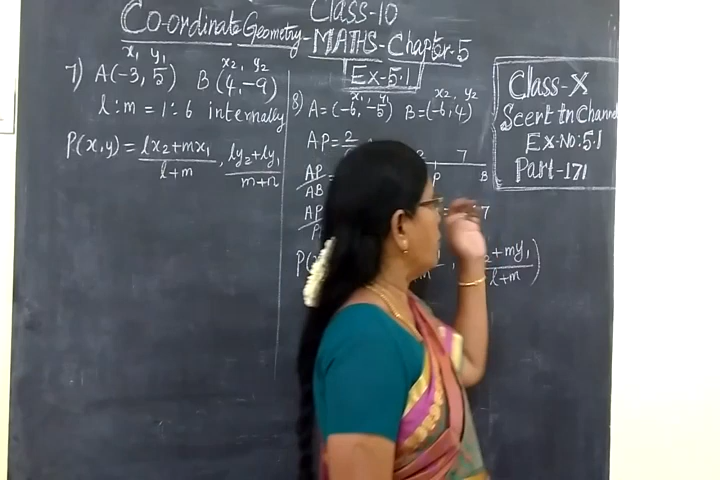 Class-10
Co-ordinate Geometry-MATHS-Chapter-5
Ex-5.1
x₁ y₁ x₂ y₂
7) A(-3, 5) B(4, -9)
l:m = 1:6 internally
P(x,y) = lx₂+mx₁/l+m , ly₂+ly₁/m+n
x₂ y₂
8) A=(-6,-5) B=(-6,4)
AP=2
AP/AB
7
P B
AP
7
+my₁/l+m)
Class-X
Scert tn Channel
Ex-No:5.1
Part-171